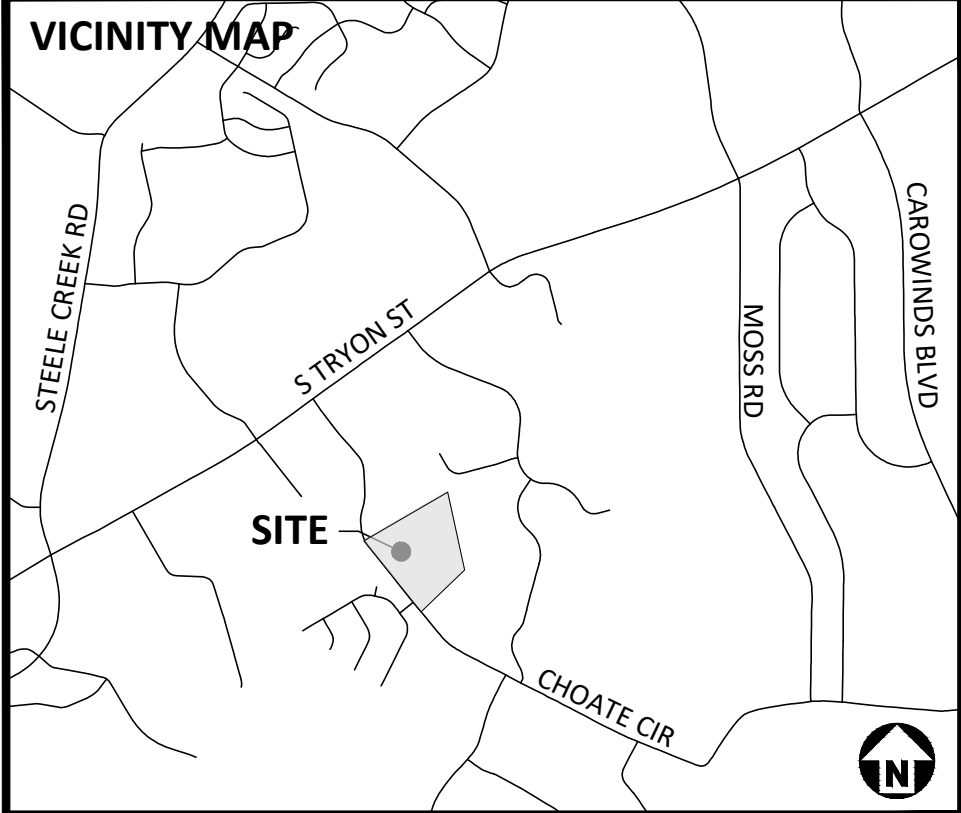 VICINITY MAP
STEELE CREEK RD
S TRYON ST
MOSS RD
CAROWINDS BLVD
SITE
CHOATE CIR
N